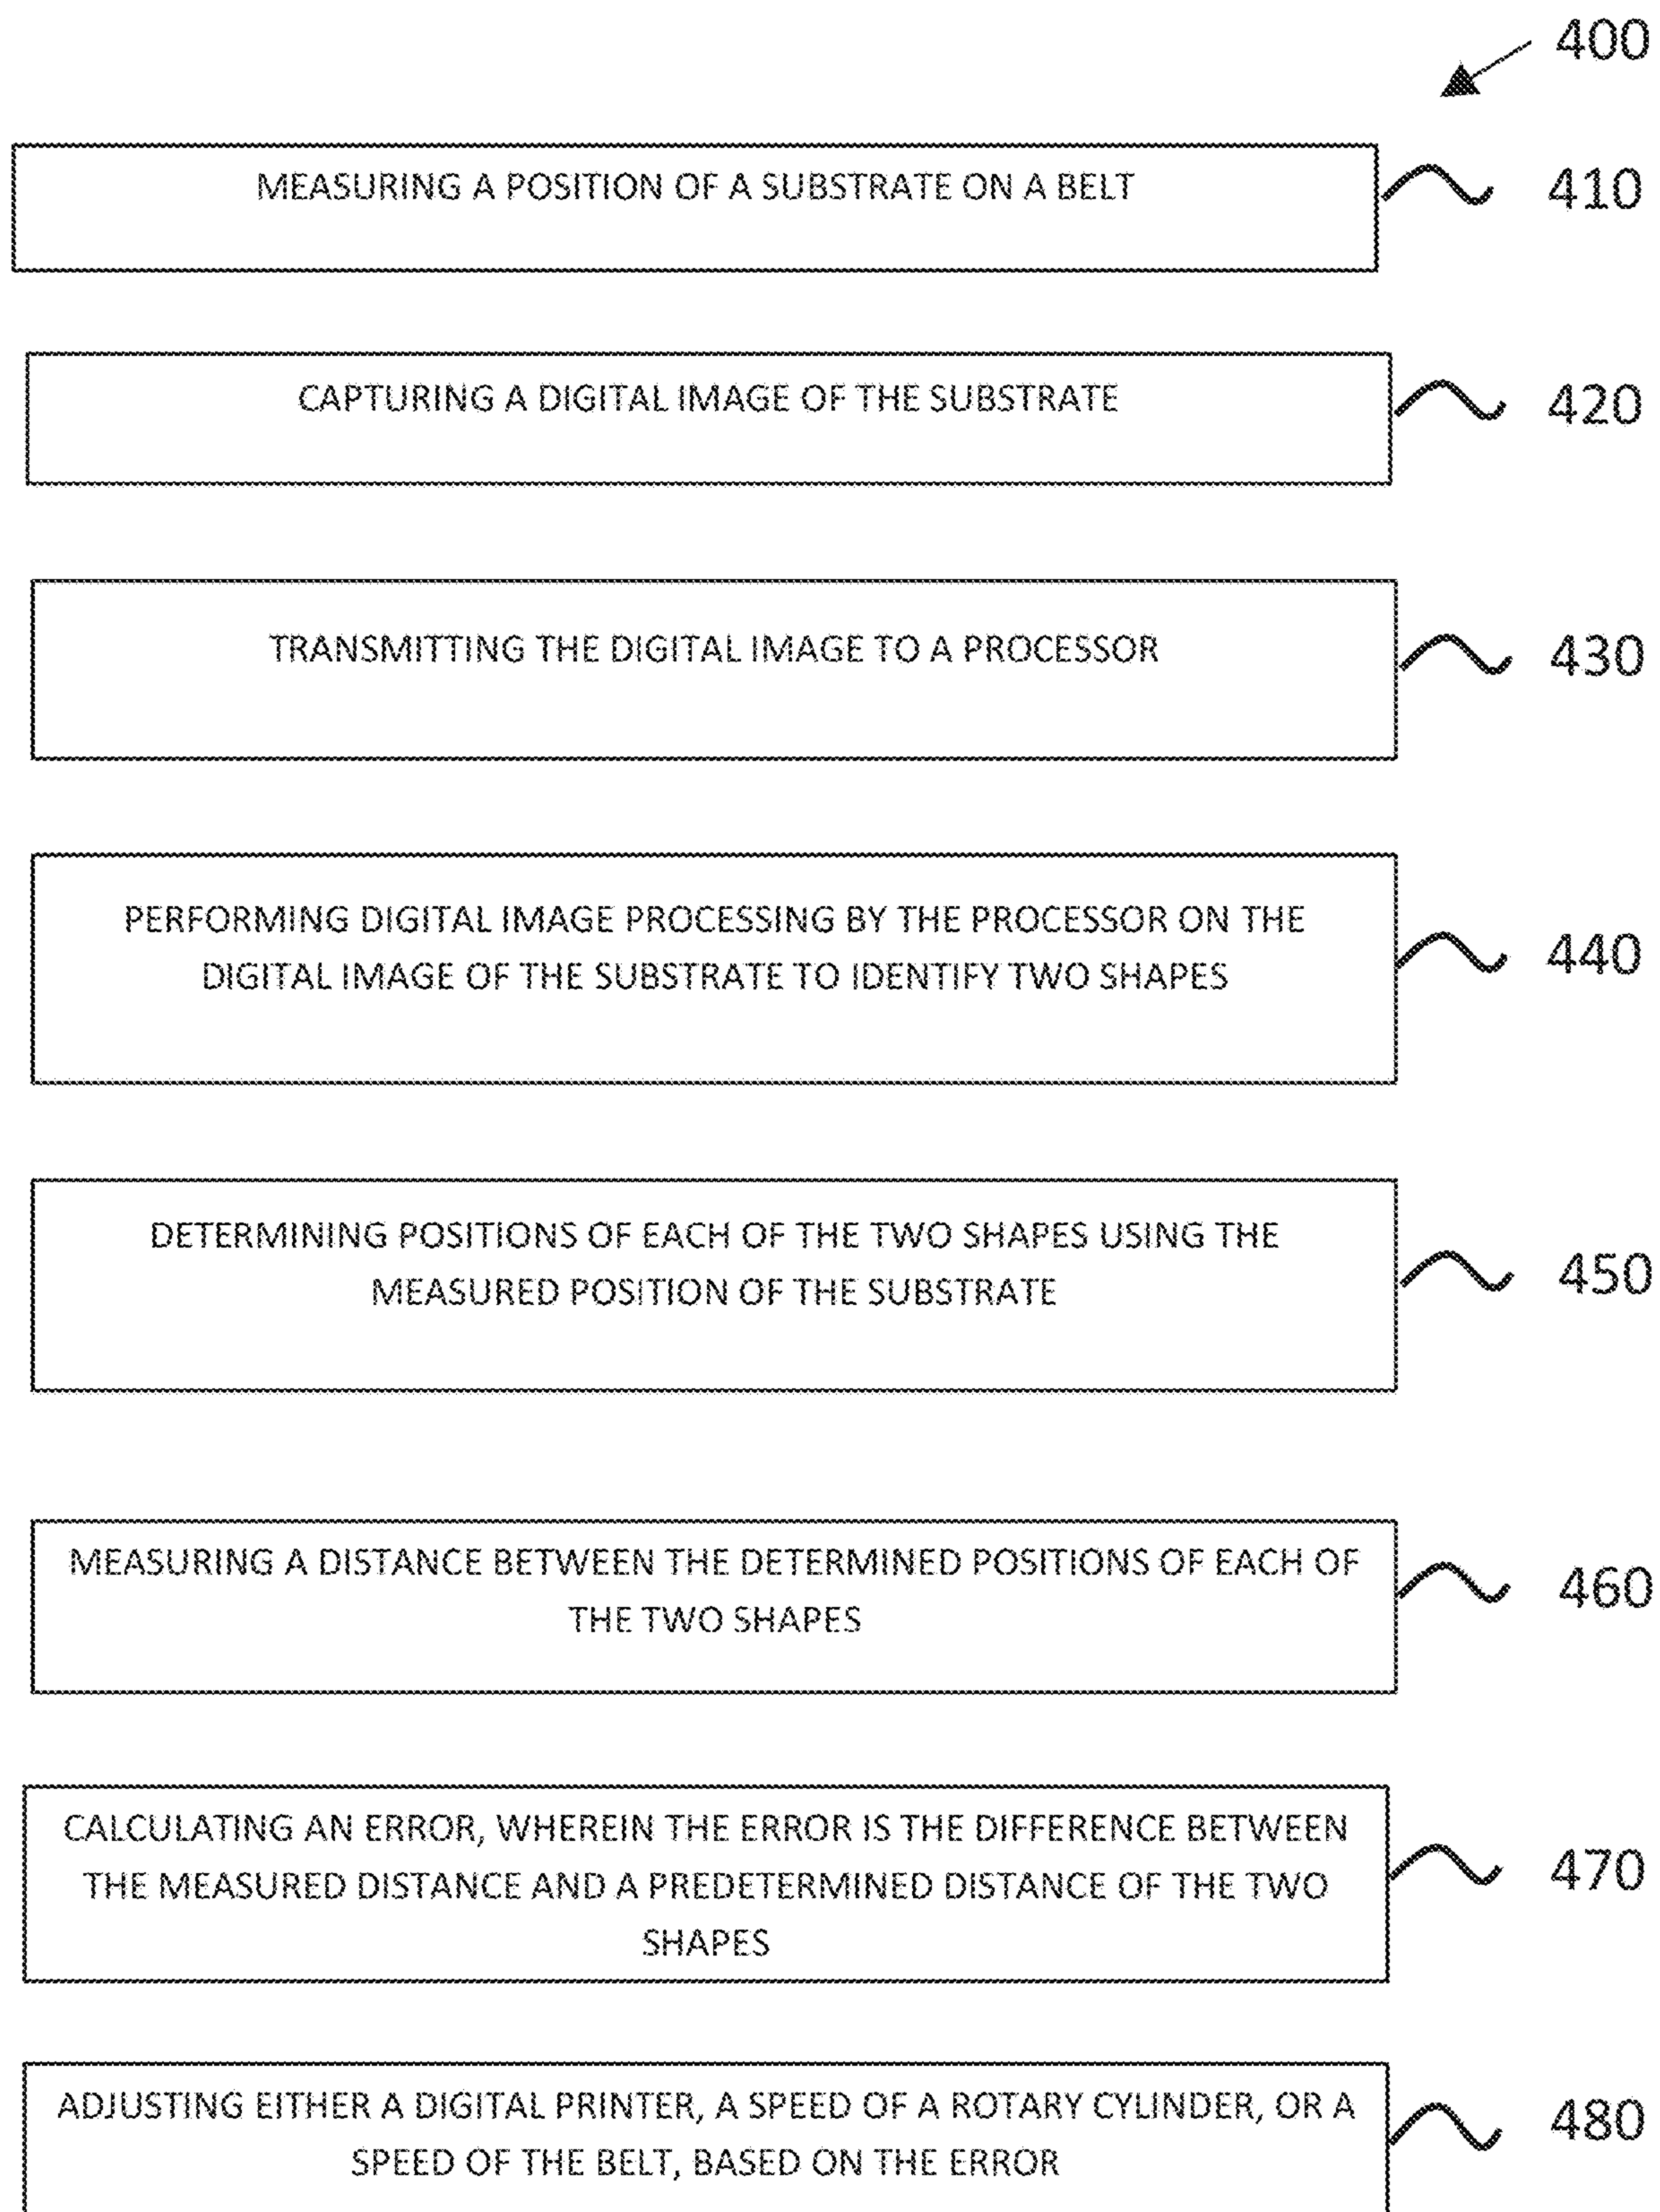 400
MEASURING A POSITION OF A SUBSTRATE ON A BELT
410
CAPTURING A DIGITAL IMAGE OF THE SUBSTRATE
420
TRANSMITTING THE DIGITAL IMAGE TO A PROCESSOR
430
PERFORMING DIGITAL IMAGE PROCESSING BY THE PROCESSOR ON THE
DIGITAL IMAGE OF THE SUBSTRATE TO IDENTIFY TWO SHAPES
440
DETERMINING POSITIONS OF EACH OF THE TWO SHAPES USING THE
MEASURED POSITION OF THE SUBSTRATE
450
MEASURING A DISTANCE BETWEEN THE DETERMINED POSITIONS OF EACH OF
THE TWO SHAPES
460
CALCULATING AN ERROR, WHEREIN THE ERROR IS THE DIFFERENCE BETWEEN
THE MEASURED DISTANCE AND A PREDETERMINED DISTANCE OF THE TWO
SHAPES
470
ADJUSTING EITHER A DIGITAL PRINTER, A SPEED OF A ROTARY CYLINDER, OR A
SPEED OF THE BELT, BASED ON THE ERROR
480